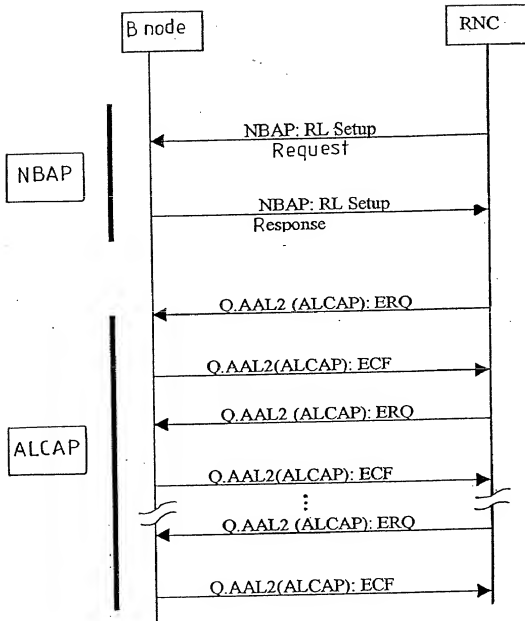 B node
RNC
NBAP: RL Setup
Request
NBAP
NBAP: RL Setup
Response
Q.AAL2 (ALCAP): ERQ
Q.AAL2(ALCAP): ECF
Q.AAL2 (ALCAP): ERQ
ALCAP
Q.AAL2(ALCAP): ECF
⋮
Q.AAL2 (ALCAP): ERQ
Q.AAL2(ALCAP): ECF